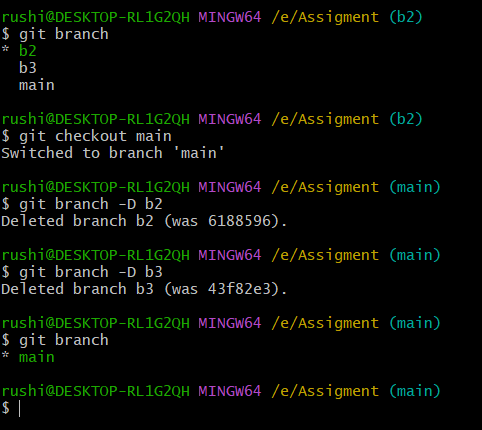 rushi@DESKTOP-RL1G2QH MINGW64 /e/Assigment (b2)
$ git branch
* b2
  b3
  main

rushi@DESKTOP-RL1G2QH MINGW64 /e/Assigment (b2)
$ git checkout main
Switched to branch 'main'

rushi@DESKTOP-RL1G2QH MINGW64 /e/Assigment (main)
$ git branch -D b2
Deleted branch b2 (was 6188596).

rushi@DESKTOP-RL1G2QH MINGW64 /e/Assigment (main)
$ git branch -D b3
Deleted branch b3 (was 43f82e3).

rushi@DESKTOP-RL1G2QH MINGW64 /e/Assigment (main)
$ git branch
* main

rushi@DESKTOP-RL1G2QH MINGW64 /e/Assigment (main)
$